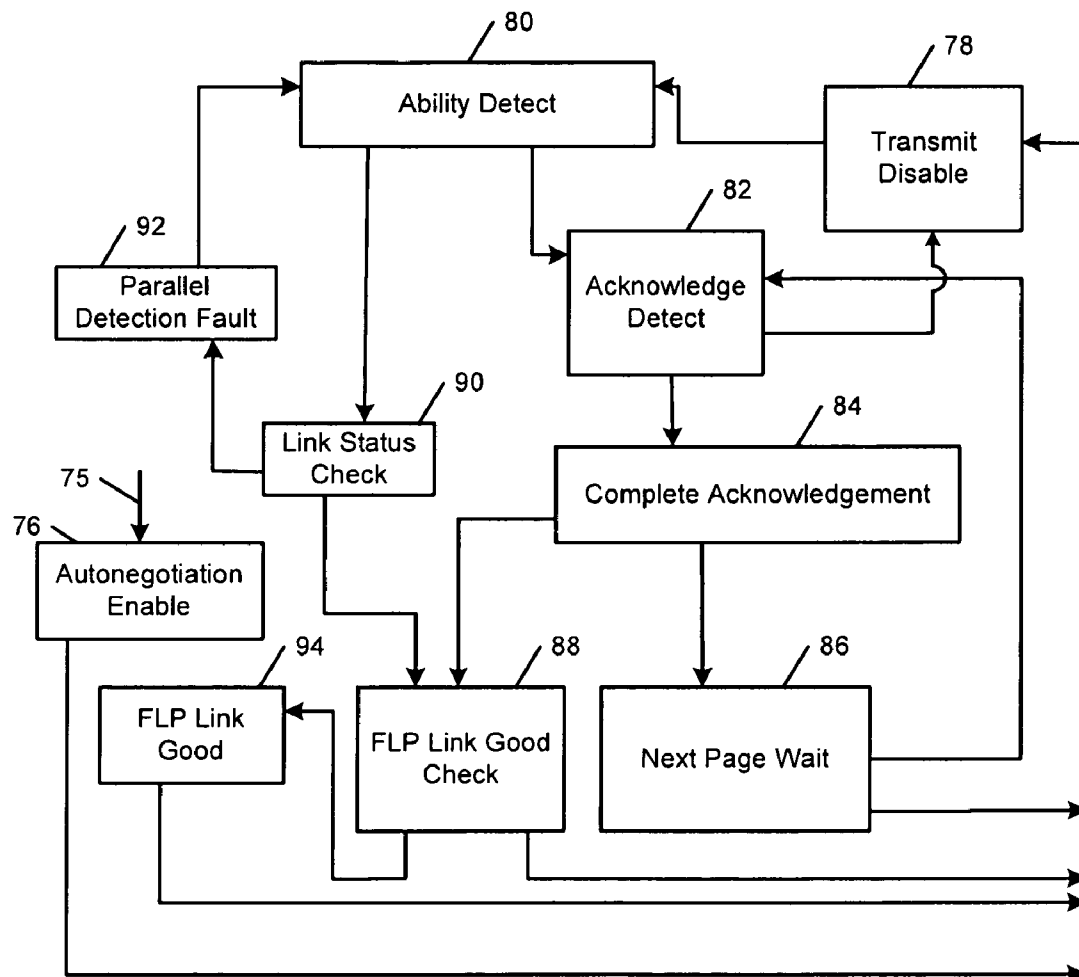 80
Ability Detect
78
Transmit
Disable
92
Parallel
Detection Fault
82
Acknowledge
Detect
90
Link Status
Check
84
Complete Acknowledgement
75
76
Autonegotiation
Enable
94
FLP Link
Good
88
FLP Link Good
Check
86
Next Page Wait